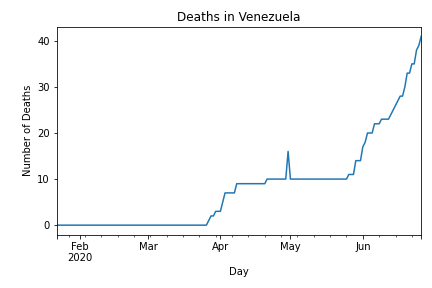 Deaths in Venezuela
40
30
20
10
0
Number of Deaths
Feb
2020
Mar
Apr
May
Jun
Day